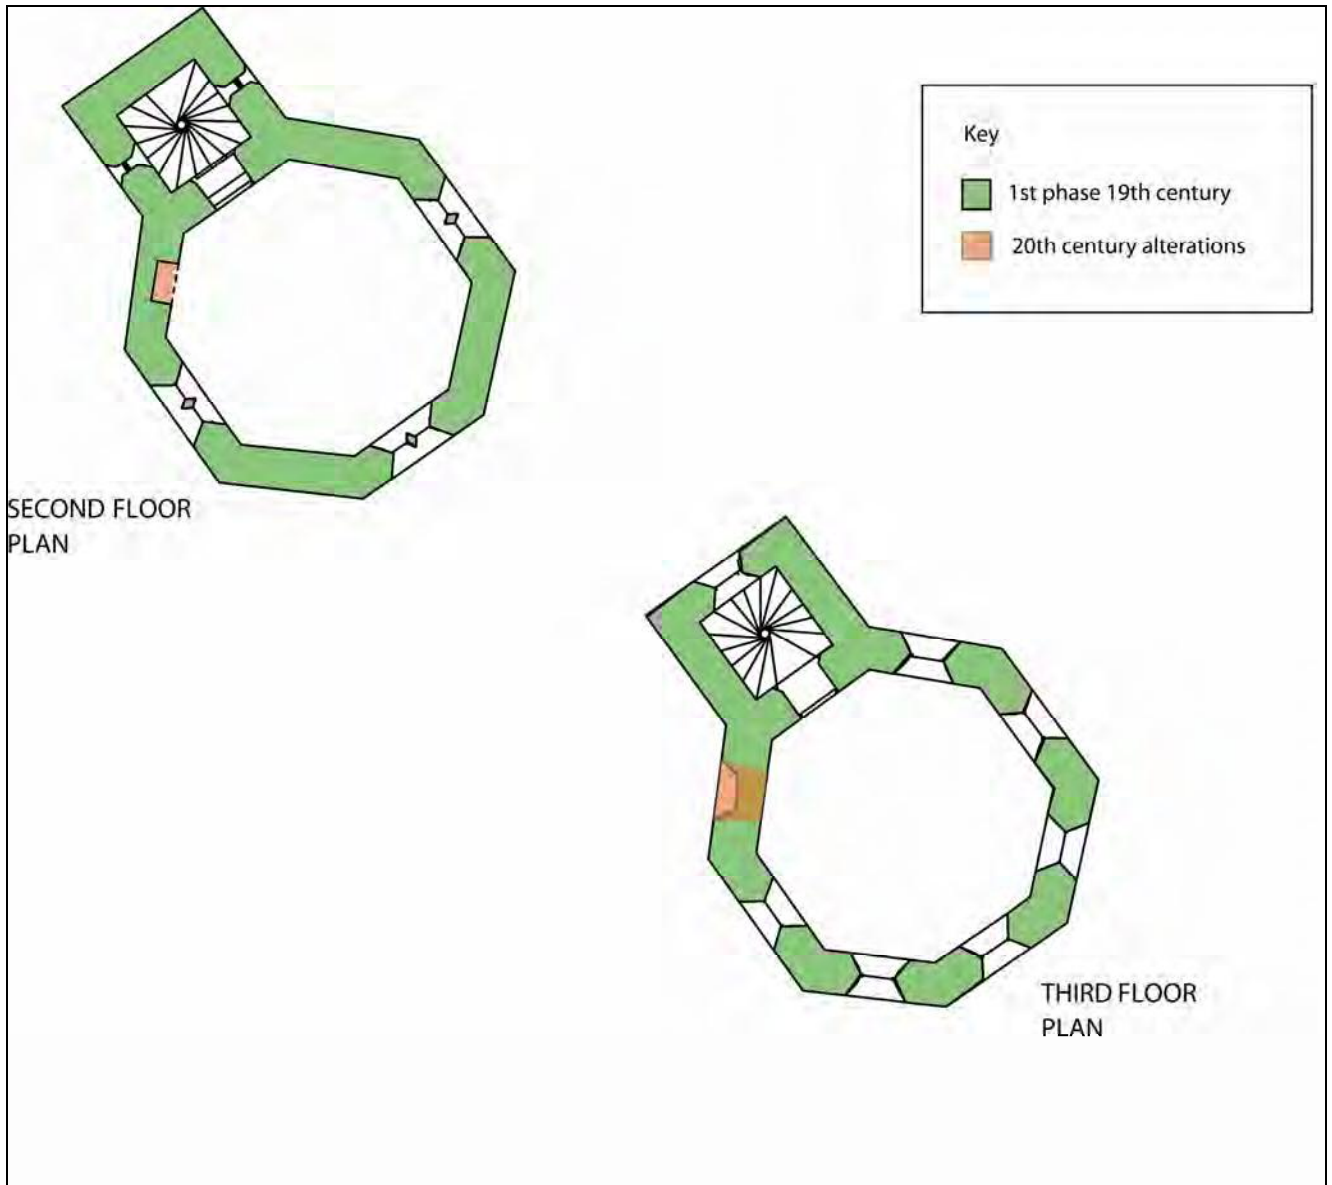 Key
1st phase 19th century
20th century alterations
SECOND FLOOR
PLAN
THIRD FLOOR
PLAN